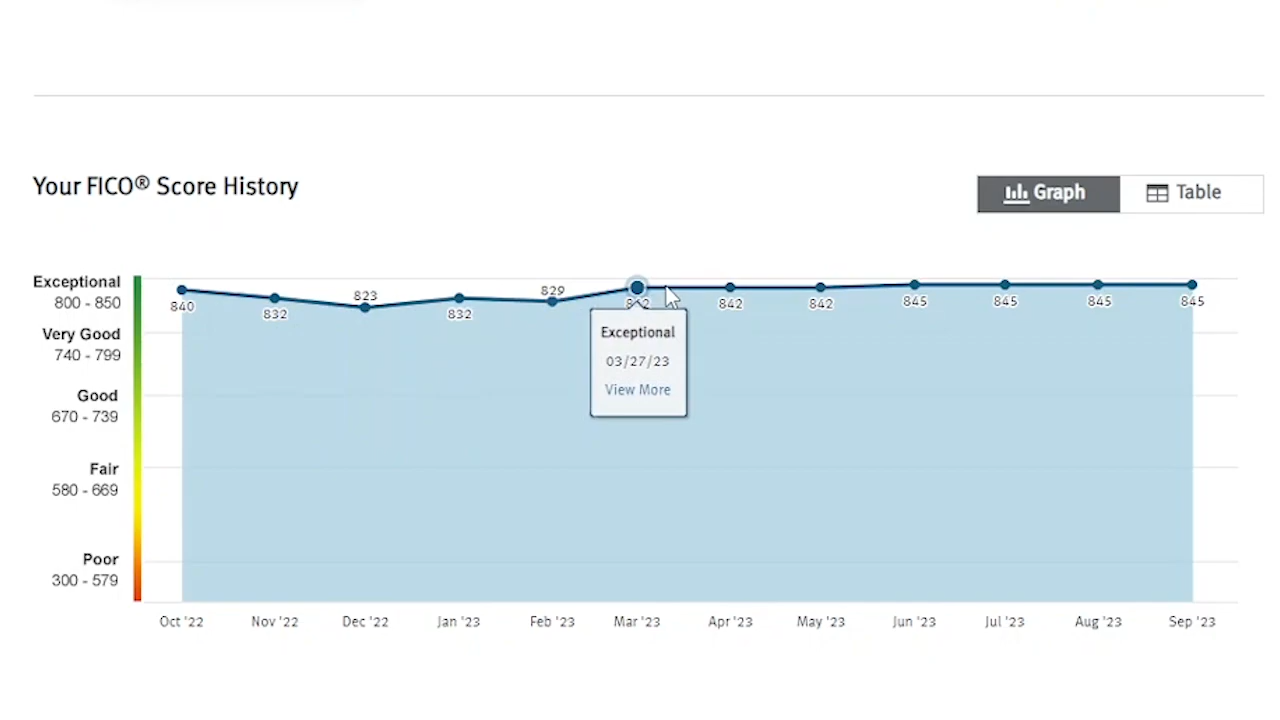 Your FICO® Score History
Graph
Table
Exceptional
800 - 850
Very Good
740 - 799
Good
670 - 739
Fair
580 - 669
Poor
300 - 579
840
832
823
832
829
842
842
842
845
845
845
845
Exceptional
03/27/23
View More
Oct '22
Nov '22
Dec '22
Jan '23
Feb '23
Mar '23
Apr '23
May '23
Jun '23
Jul '23
Aug '23
Sep '23